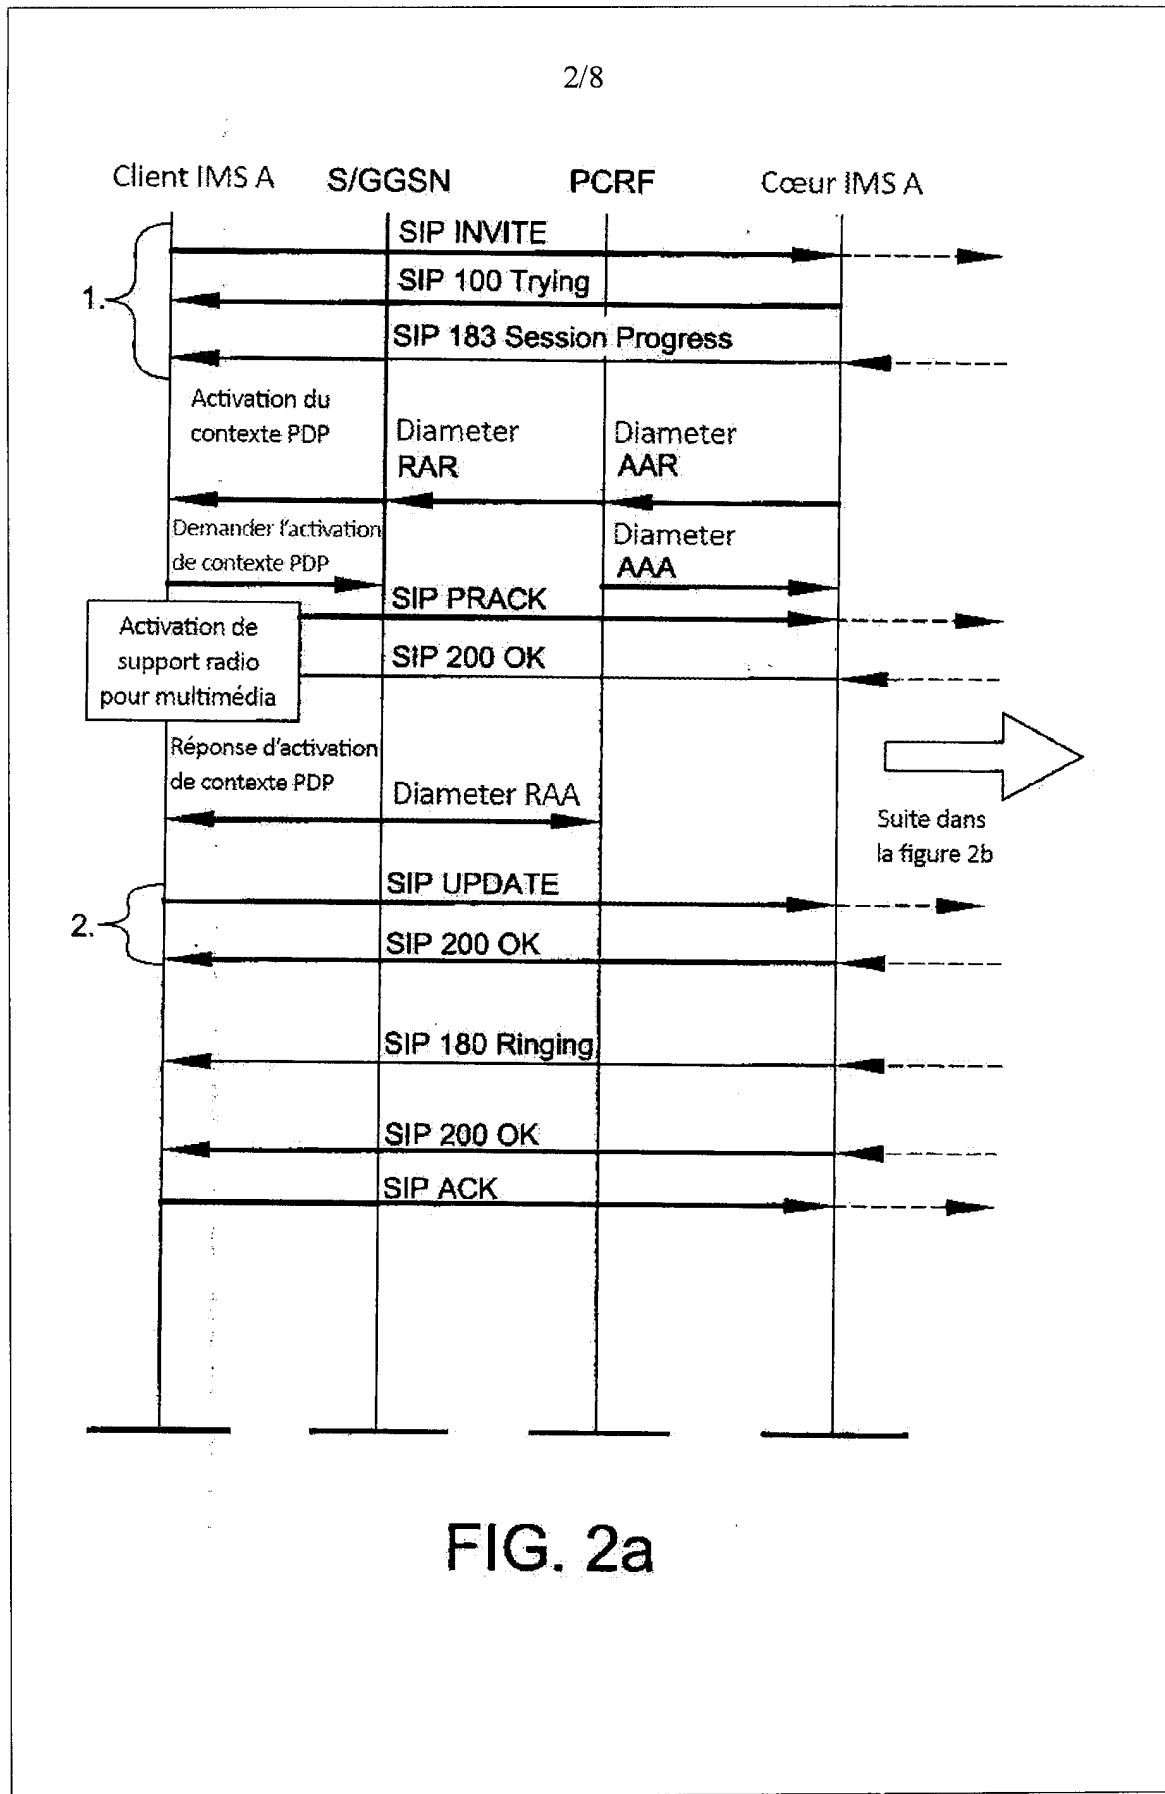 2/8
Client IMS A S/GGSN PCRF Cœur IMS A
SIP INVITE
SIP 100 Trying
1.
SIP 183 Session Progress
Activation du
contexte PDP
Diameter
RAR
Diameter
AAR
Demander l'activation
de contexte PDP
Diameter
AAA
SIP PRACK
Activation de
support radio
pour multimédia
SIP 200 OK
Réponse d'activation
de contexte PDP
Diameter RAA
Suite dans
la figure 2b
SIP UPDATE
2.
SIP 200 OK
SIP 180 Ringing
SIP 200 OK
SIP ACK
FIG. 2a